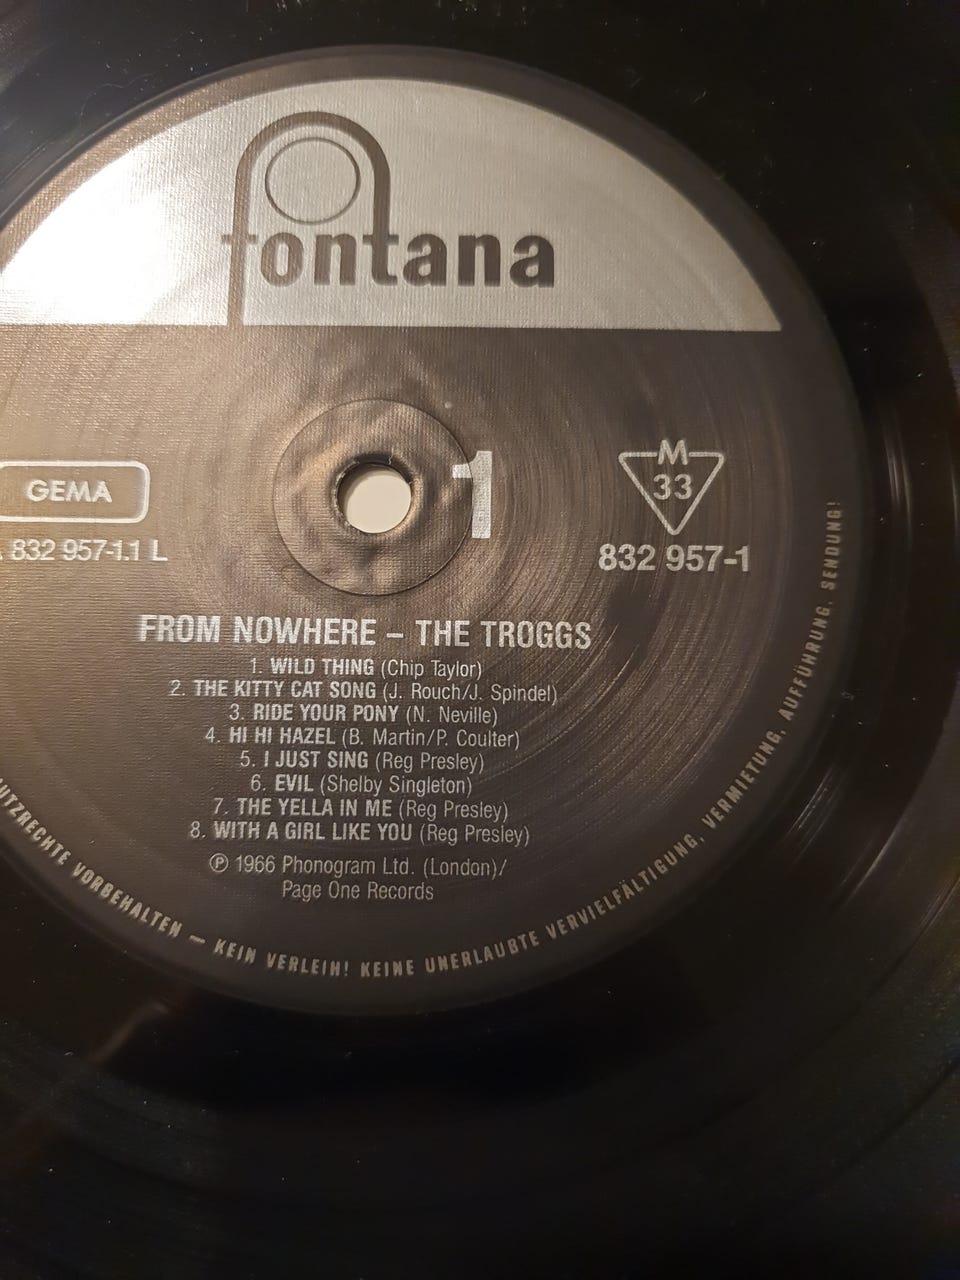 fontana
GEMA
832 957-1.1 L
1
M
33
832 957-1
FROM NOWHERE – THE TROGGS
1. WILD THING (Chip Taylor)
2. THE KITTY CAT SONG (J. Rouch/J. Spindel)
3. RIDE YOUR PONY (N. Neville)
4. HI HI HAZEL (B. Martin/P. Coulter)
5. I JUST SING (Reg Presley)
6. EVIL (Shelby Singleton)
7. THE YELLA IN ME (Reg Presley)
8. WITH A GIRL LIKE YOU (Reg Presley)
℗ 1966 Phonogram Ltd. (London)/
Page One Records
VORBEHALTEN – KEIN VERLEIH! KEINE UNERLAUBTE VERVIELFÄLTIGUNG, VERMIETUNG, AUFFÜHRUNG, SENDUNG!